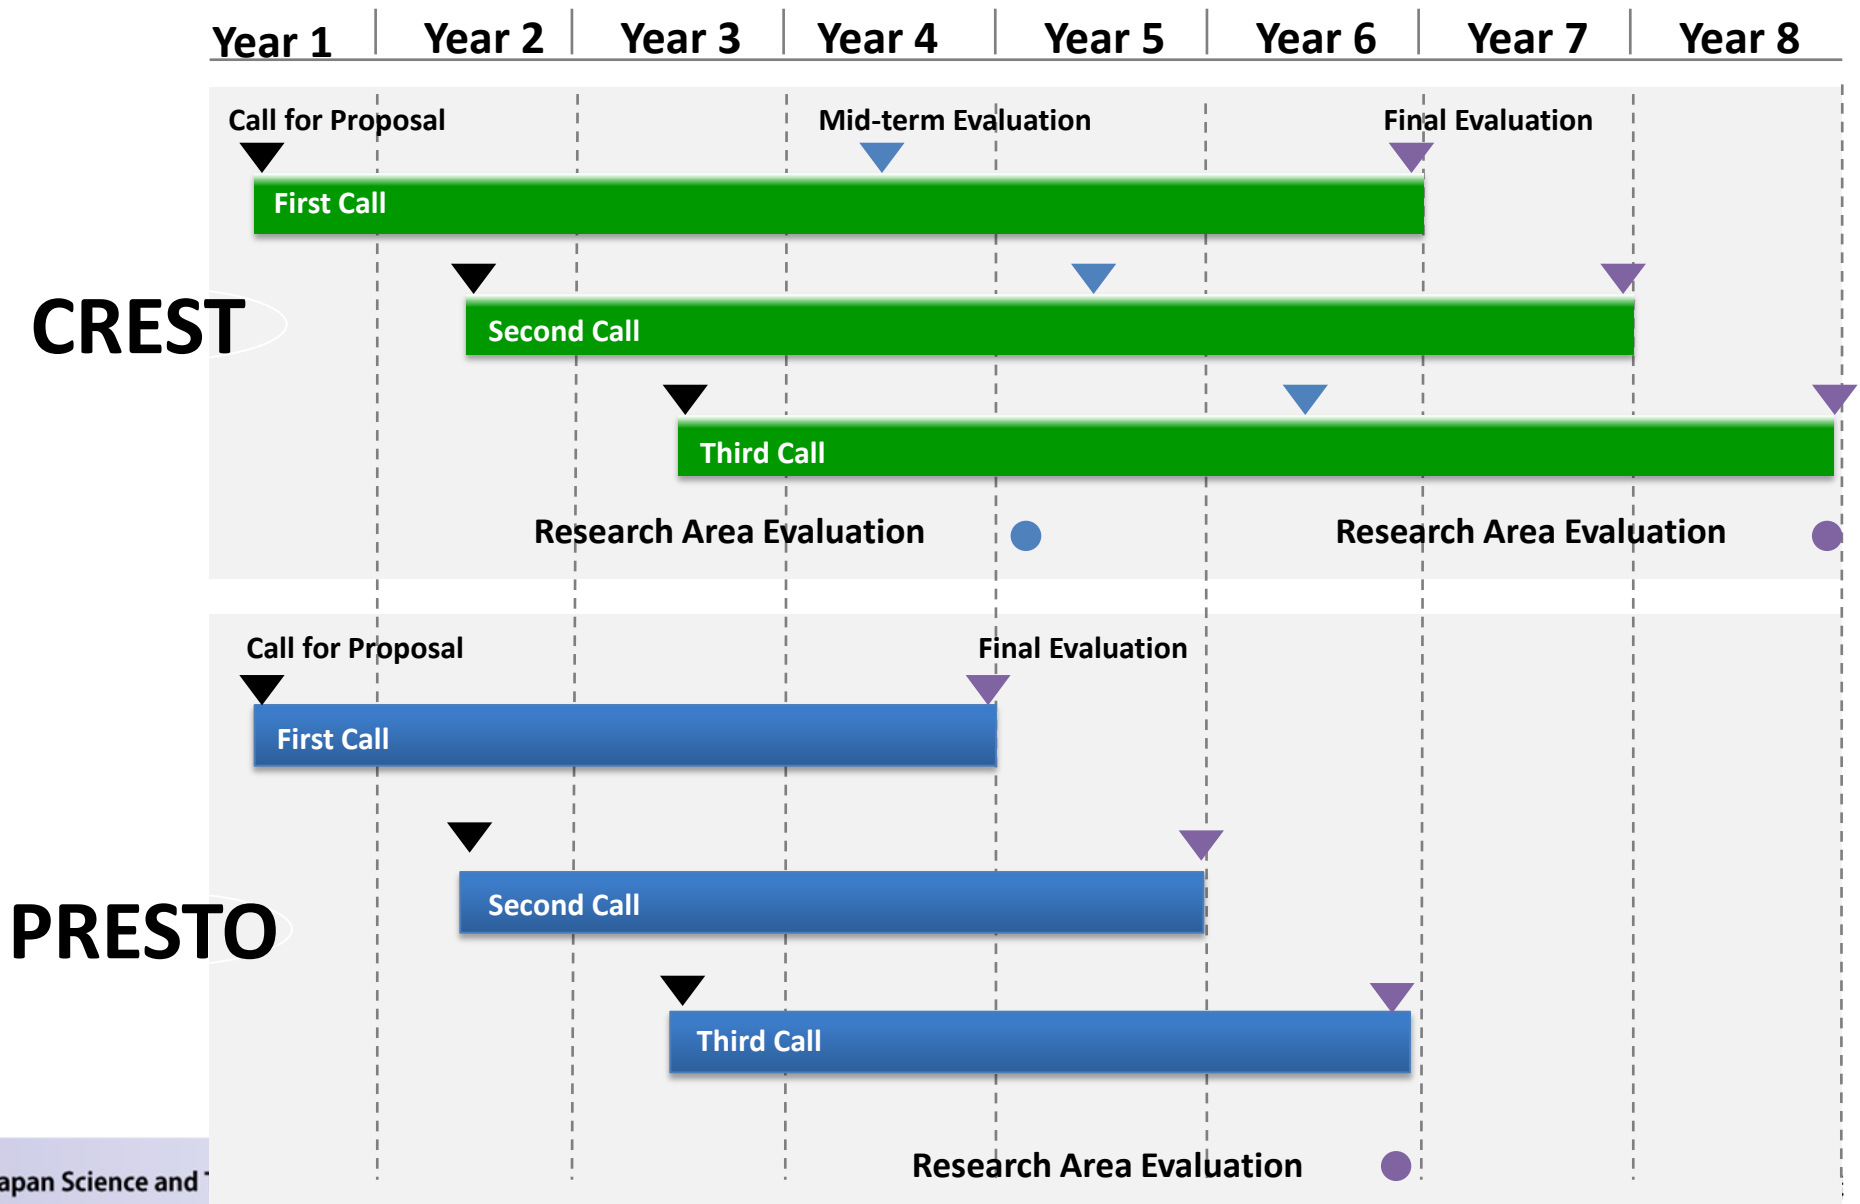 Year 1 Year 2 Year 3 Year 4 Year 5 Year 6 Year 7 Year 8
Call for Proposal Mid-term Evaluation Final Evaluation
First Call
CREST
Second Call
Third Call
Research Area Evaluation Research Area Evaluation
Call for Proposal Final Evaluation
First Call
Second Call
PRESTO
Third Call
Research Area Evaluation
apan Science and